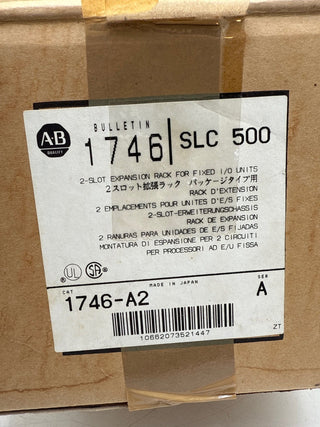 A-B
QUALITY
BULLETIN
1746 SLC 500
2-SLOT EXPANSION RACK FOR FIXED I/O UNITS
2スロット拡張ラック パッケージタイプ用
RACK D'EXTENSION
2 EMPLACEMENTS POUR UNITES D'E/S FIXES
2-SLOT-ERWEITERUNGSCHASSIS
RACK DE EXPANSION
2 RANURAS PARA UNIDADES DE E/S FIJADAS
MONTATURA DI ESPANSIONE PER 2 CIRCUITI
PER PROCESSORI AD E/U FISSA
UL SA
CAT MADE IN JAPAN SER
1746-A2 A
10662073521447
ZT